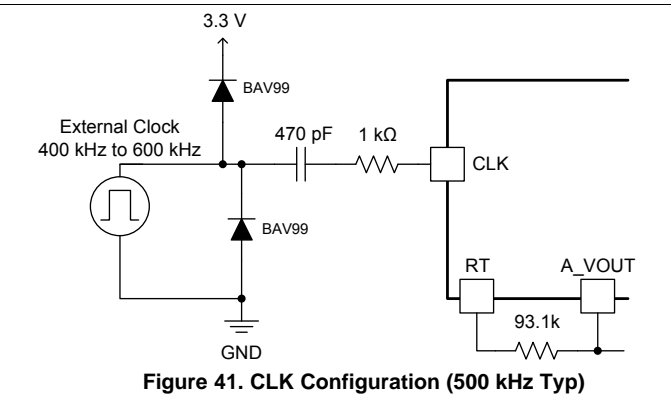 3.3 V
BAV99
External Clock
400 kHz to 600 kHz
470 pF
1 kΩ
CLK
BAV99
RT
A_VOUT
93.1k
GND
Figure 41. CLK Configuration (500 kHz Typ)